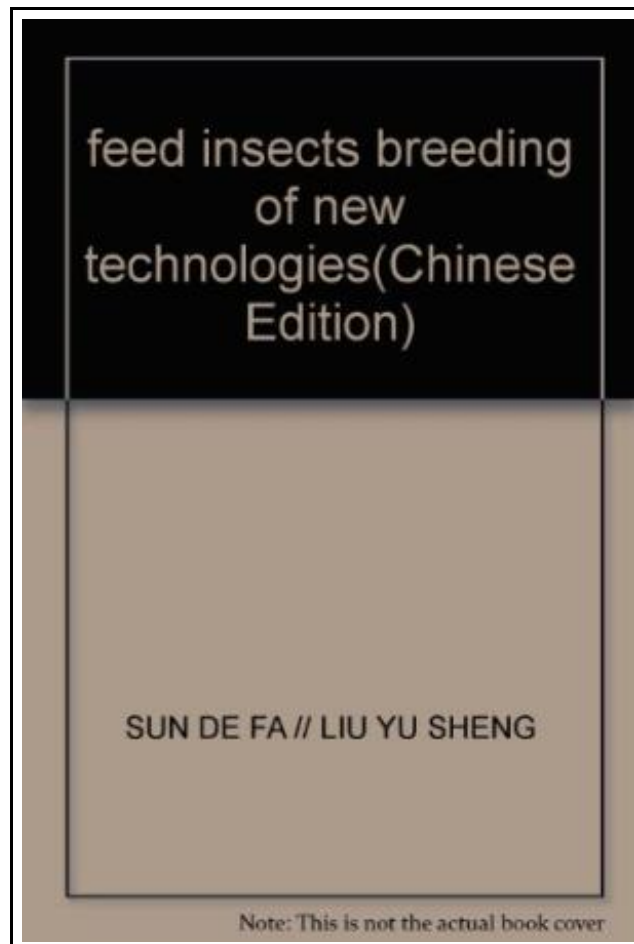 feed insects breeding
of new
technologies(Chinese
Edition)
SUN DE FA // LIU YU SHENG
Note: This is not the actual book cover